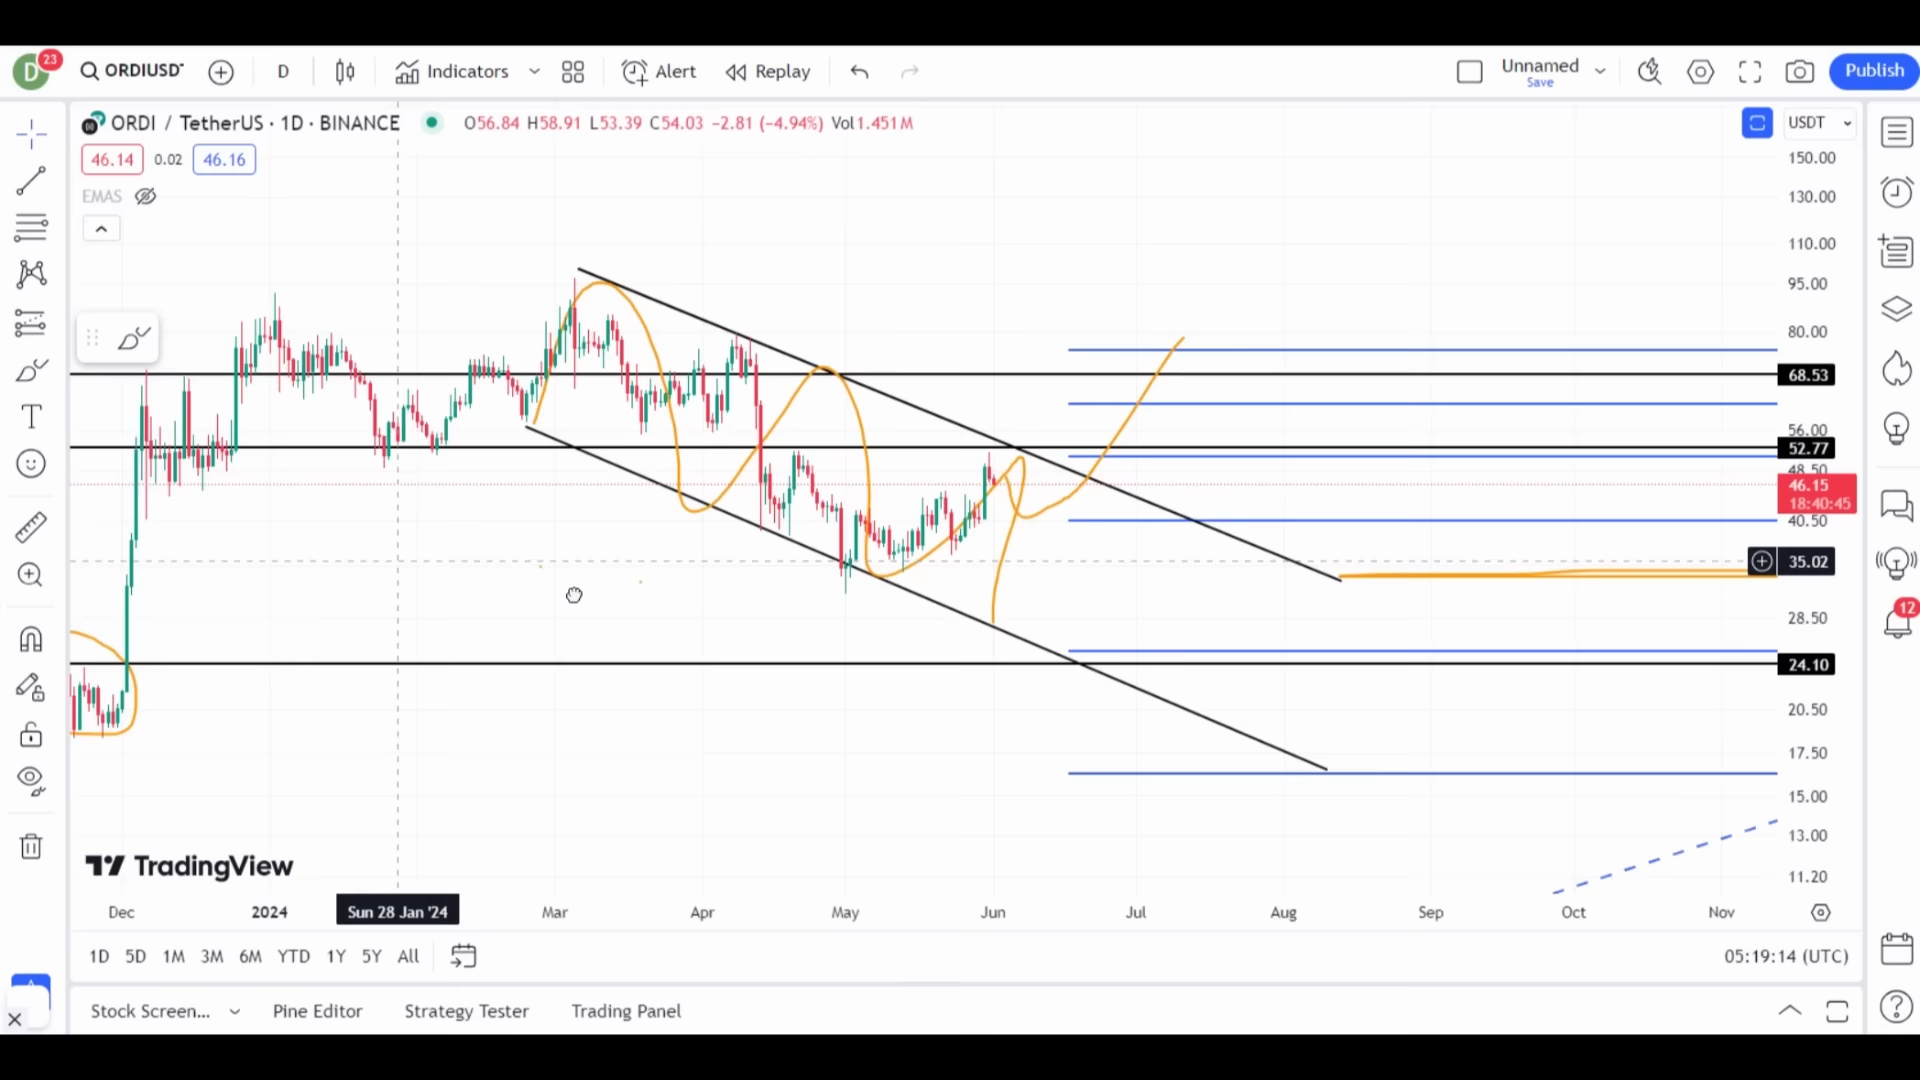 D 23 ORDIUSD D Indicators Alert Replay Unnamed Save Publish
ORDI / TetherUS · 1D · BINANCE O56.84 H58.91 L53.39 C54.03 −2.81 (−4.94%) Vol1.451M USDT
46.14 0.02 46.16
EMAS
150.00
130.00
110.00
95.00
80.00
68.53
56.00
52.77
48.50
46.15
18:40:45
40.50
35.02
28.50
24.10
20.50
17.50
15.00
13.00
11.20
12
TradingView
Dec 2024 Sun 28 Jan '24 Mar Apr May Jun Jul Aug Sep Oct Nov
1D 5D 1M 3M 6M YTD 1Y 5Y All 05:19:14 (UTC)
Stock Screen... Pine Editor Strategy Tester Trading Panel